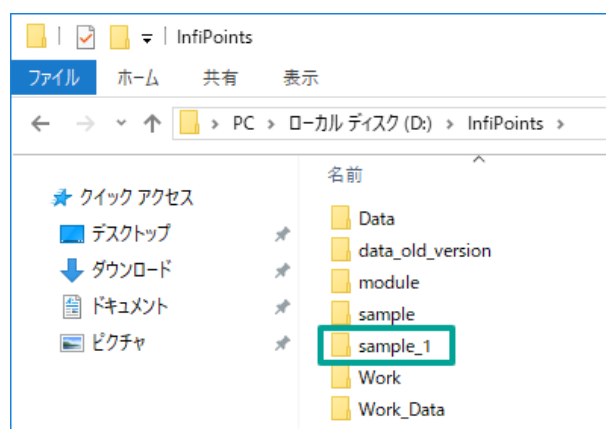 InfiPoints
ファイル ホーム 共有 表示
PC > ローカル ディスク (D:) > InfiPoints >
名前
クイック アクセス
デスクトップ
ダウンロード
ドキュメント
ピクチャ
Data
data_old_version
module
sample
sample_1
Work
Work_Data